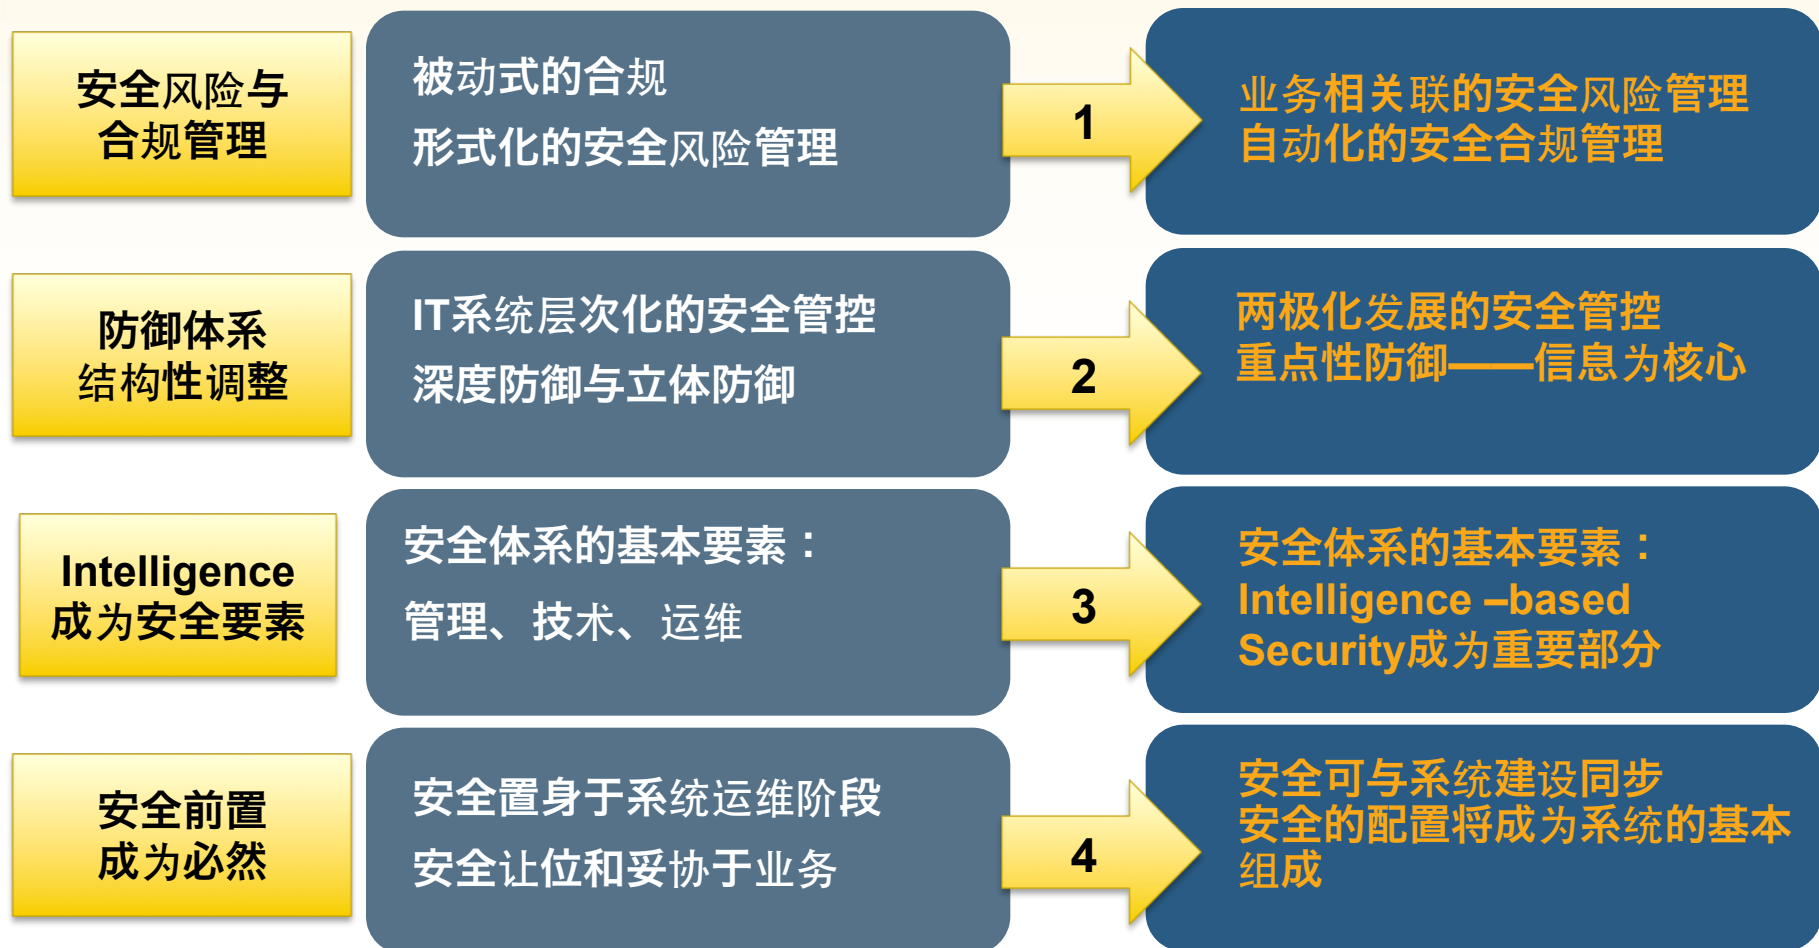 安全风险与
合规管理
被动式的合规
形式化的安全风险管理
1
业务相关联的安全风险管理
自动化的安全合规管理
防御体系
结构性调整
IT系统层次化的安全管控
深度防御与立体防御
2
两极化发展的安全管控
重点性防御——信息为核心
Intelligence
成为安全要素
安全体系的基本要素：
管理、技术、运维
3
安全体系的基本要素：
Intelligence –based
Security成为重要部分
安全前置
成为必然
安全置身于系统运维阶段
安全让位和妥协于业务
4
安全可与系统建设同步
安全的配置将成为系统的基本
组成